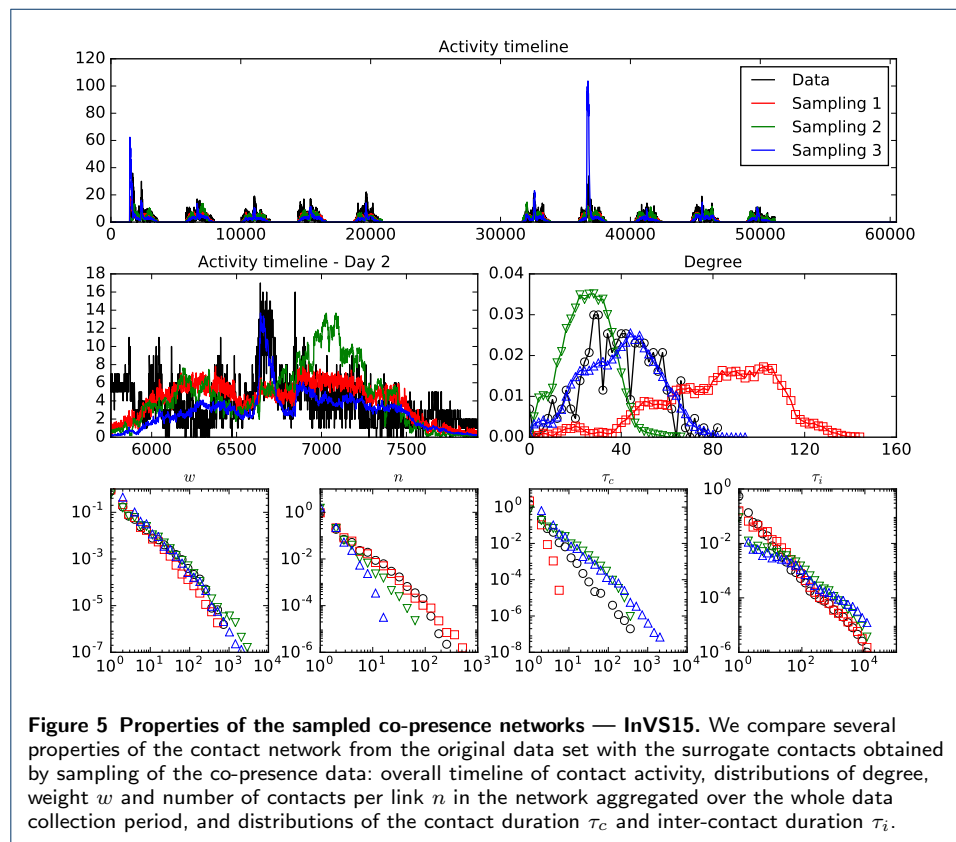 Activity timeline
120
100
80
60
40
20
0
0 10000 20000 30000 40000 50000 60000
Data
Sampling 1
Sampling 2
Sampling 3
Activity timeline - Day 2
18
16
14
12
10
8
6
4
2
0
6000 6500 7000 7500
Degree
0.04
0.03
0.02
0.01
0.00
0 40 80 120 160
w
10^-1
10^-3
10^-5
10^-7
10^0 10^1 10^2 10^3 10^4
n
10^0
10^-2
10^-4
10^-6
10^0 10^1 10^2 10^3
τc
10^0
10^-2
10^-4
10^-6
10^-8
10^0 10^1 10^2 10^3 10^4
τi
10^0
10^-2
10^-4
10^-6
10^0 10^2 10^4
Figure 5 Properties of the sampled co-presence networks — InVS15. We compare several
properties of the contact network from the original data set with the surrogate contacts obtained
by sampling of the co-presence data: overall timeline of contact activity, distributions of degree,
weight w and number of contacts per link n in the network aggregated over the whole data
collection period, and distributions of the contact duration τc and inter-contact duration τi.